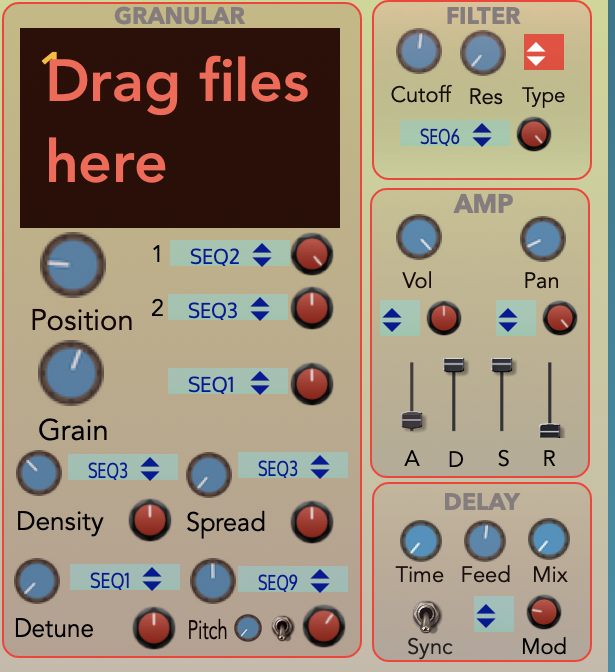 GRANULAR
1
Drag files
here
Position
1 SEQ2
2 SEQ3
Grain
SEQ1
Density
SEQ3
Spread
SEQ3
Detune
SEQ1
Pitch
SEQ9
FILTER
Cutoff Res Type
SEQ6
AMP
Vol Pan
A D S R
DELAY
Time Feed Mix
Sync Mod